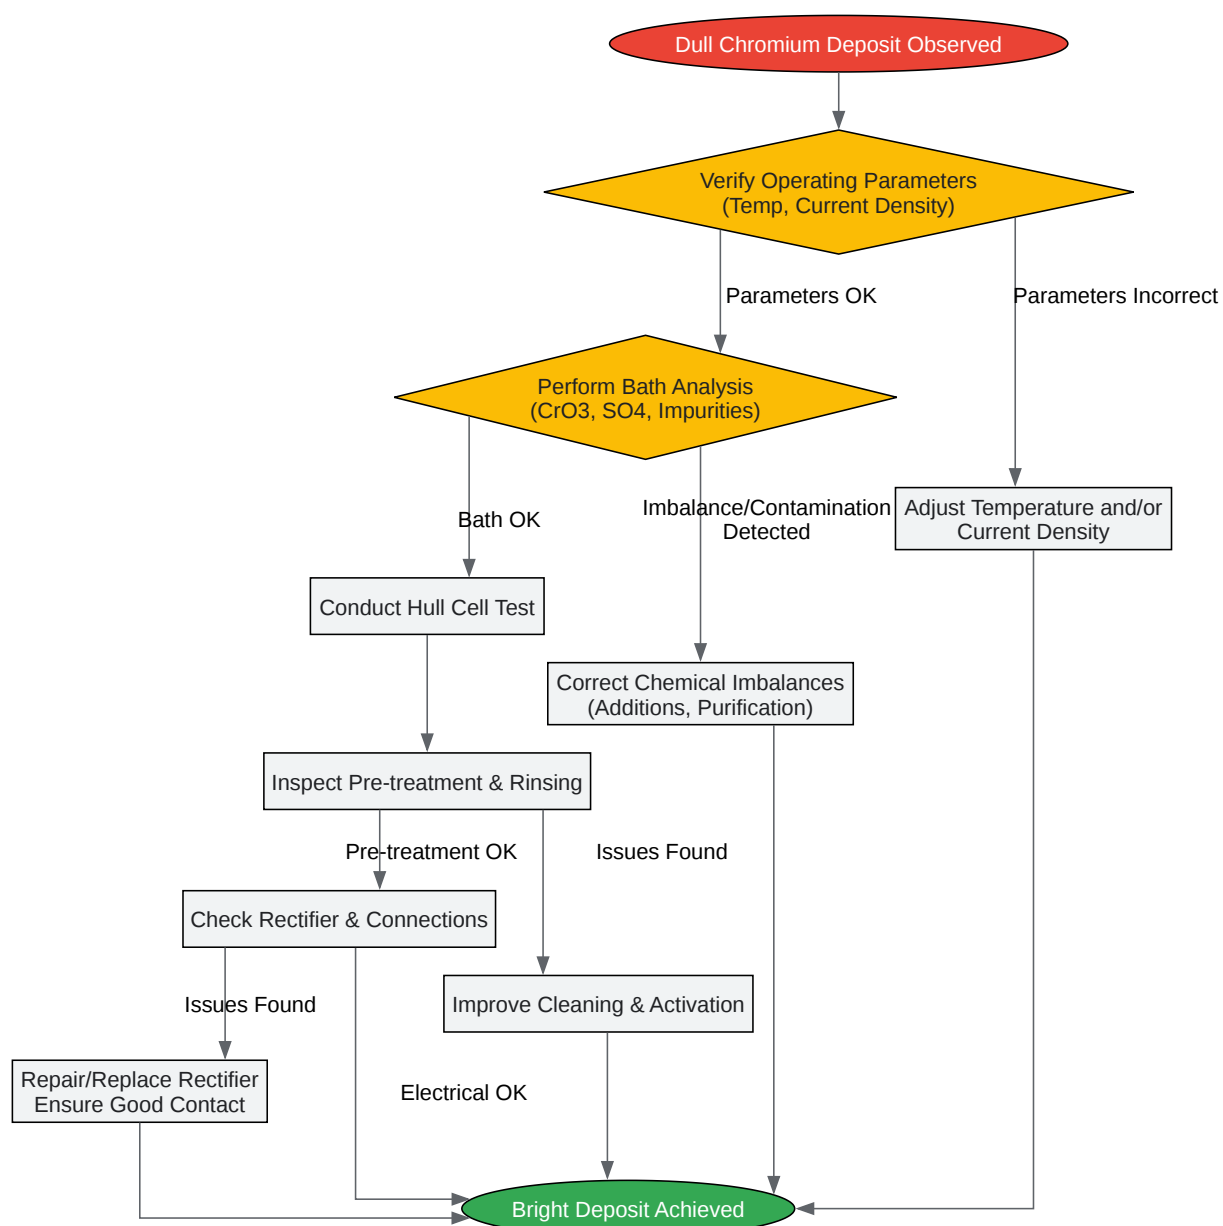 Dull Chromium Deposit Observed
Verify Operating Parameters
(Temp, Current Density)
Parameters OK
Parameters Incorrect
Perform Bath Analysis
(CrO3, SO4, Impurities)
Bath OK
Imbalance/Contamination
Detected
Adjust Temperature and/or
Current Density
Conduct Hull Cell Test
Correct Chemical Imbalances
(Additions, Purification)
Inspect Pre-treatment & Rinsing
Pre-treatment OK
Issues Found
Check Rectifier & Connections
Issues Found
Improve Cleaning & Activation
Repair/Replace Rectifier
Ensure Good Contact
Electrical OK
Bright Deposit Achieved